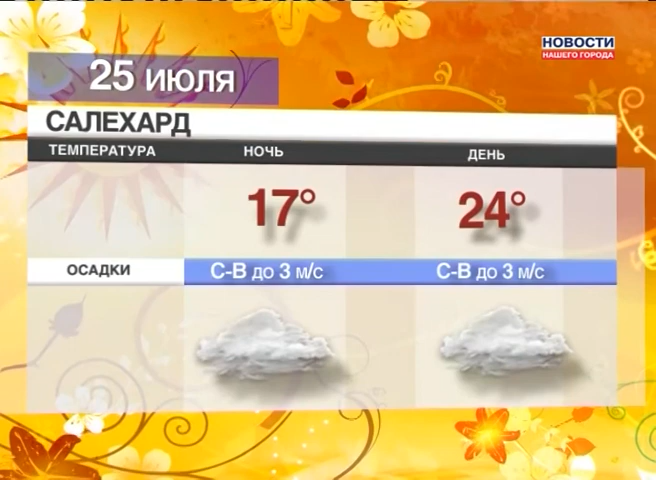 НОВОСТИ
НАШЕГО ГОРОДА
25 ИЮЛЯ
САЛЕХАРД
ТЕМПЕРАТУРА НОЧЬ ДЕНЬ
17° 24°
ОСАДКИ С-В до 3 м/с С-В до 3 м/с